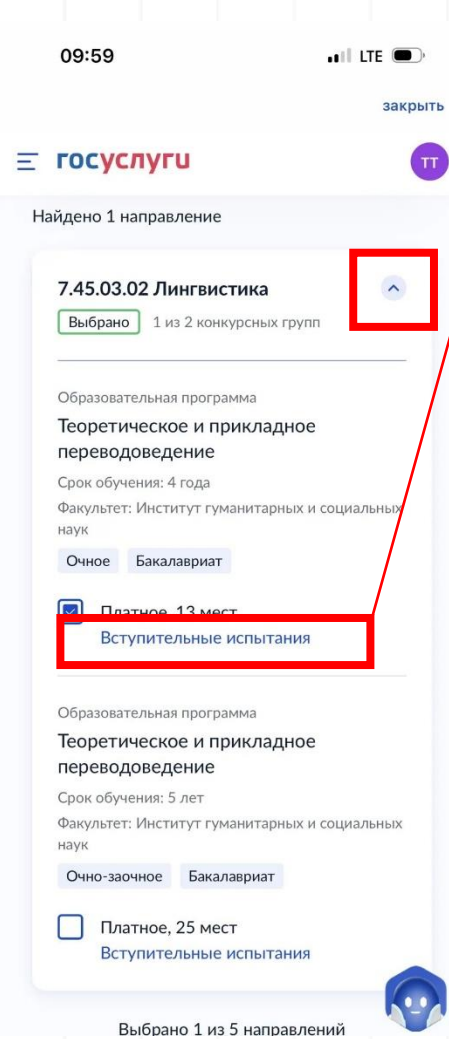 09:59 LTE
закрыть
госуслуги ТТ
Найдено 1 направление
7.45.03.02 Лингвистика
Выбрано 1 из 2 конкурсных групп
Образовательная программа
Теоретическое и прикладное
переводоведение
Срок обучения: 4 года
Факультет: Институт гуманитарных и социальных
наук
Очное Бакалавриат
Платное, 13 мест
Вступительные испытания
Образовательная программа
Теоретическое и прикладное
переводоведение
Срок обучения: 5 лет
Факультет: Институт гуманитарных и социальных
наук
Очно-заочное Бакалавриат
Платное, 25 мест
Вступительные испытания
Выбрано 1 из 5 направлений